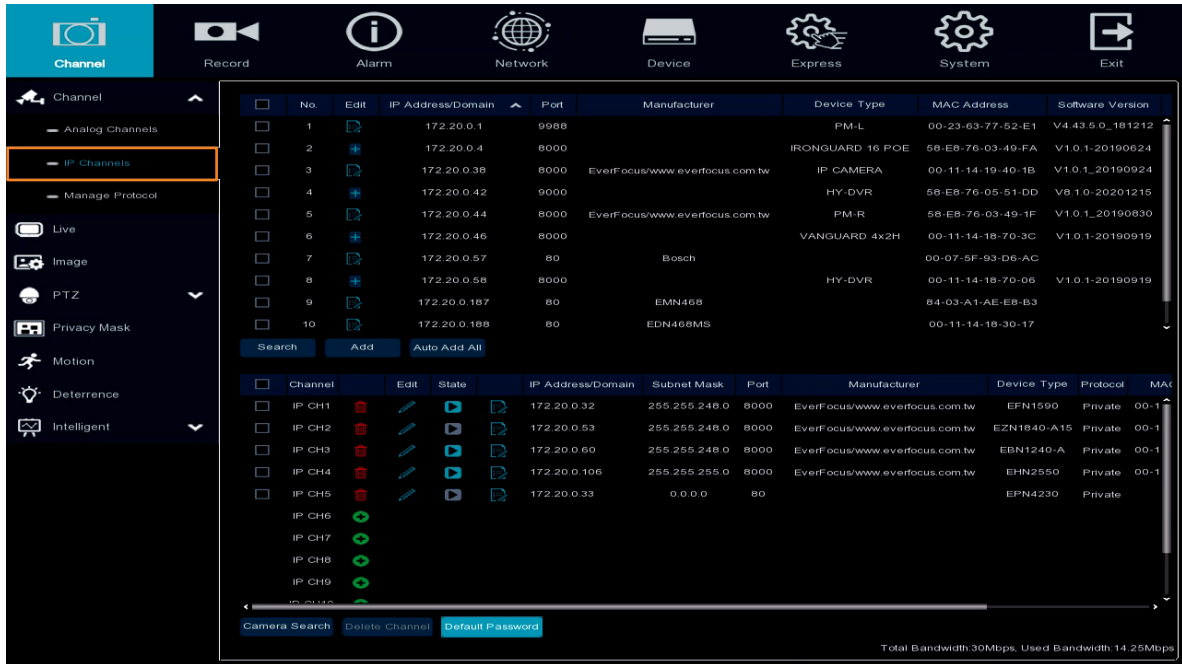 Channel Record Alarm Network Device Express System Exit
Channel
Analog Channels
IP Channels
Manage Protocol
Live
Image
PTZ
Privacy Mask
Motion
Deterrence
Intelligent
No. Edit IP Address/Domain Port Manufacturer Device Type MAC Address Software Version
1 172.20.0.1 9988 PM-L 00-23-63-77-52-E1 V4.43.5.0_181212
2 172.20.0.4 8000 IRONGUARD 16 POE 58-E8-76-03-49-FA V1.0.1-20190624
3 172.20.0.38 8000 EverFocus/www.everfocus.com.tw IP CAMERA 00-11-14-19-40-1B V1.0.1_20190924
4 172.20.0.42 9000 HY-DVR 58-E8-76-05-51-DD V8.1.0-20201215
5 172.20.0.44 8000 EverFocus/www.everfocus.com.tw PM-R 58-E8-76-03-49-1F V1.0.1_20190830
6 172.20.0.46 8000 VANGUARD 4x2H 00-11-14-18-70-3C V1.0.1-20190919
7 172.20.0.57 80 Bosch 00-07-5F-93-D6-AC
8 172.20.0.58 8000 HY-DVR 00-11-14-18-70-06 V1.0.1-20190919
9 172.20.0.187 80 EMN468 84-03-A1-AE-E8-B3
10 172.20.0.188 80 EDN468MS 00-11-14-18-30-17
Search Add Auto Add All
Channel Edit State IP Address/Domain Subnet Mask Port Manufacturer Device Type Protocol MAC
IP CH1 172.20.0.32 255.255.248.0 8000 EverFocus/www.everfocus.com.tw EFN1590 Private 00-1
IP CH2 172.20.0.53 255.255.248.0 8000 EverFocus/www.everfocus.com.tw EZN1840-A15 Private 00-1
IP CH3 172.20.0.60 255.255.248.0 8000 EverFocus/www.everfocus.com.tw EBN1240-A Private 00-1
IP CH4 172.20.0.106 255.255.255.0 8000 EverFocus/www.everfocus.com.tw EHN2550 Private 00-1
IP CH5 172.20.0.33 0.0.0.0 80 EPN4230 Private
IP CH6
IP CH7
IP CH8
IP CH9
IP CH10
Camera Search Delete Channel Default Password
Total Bandwidth:30Mbps, Used Bandwidth:14.25Mbps